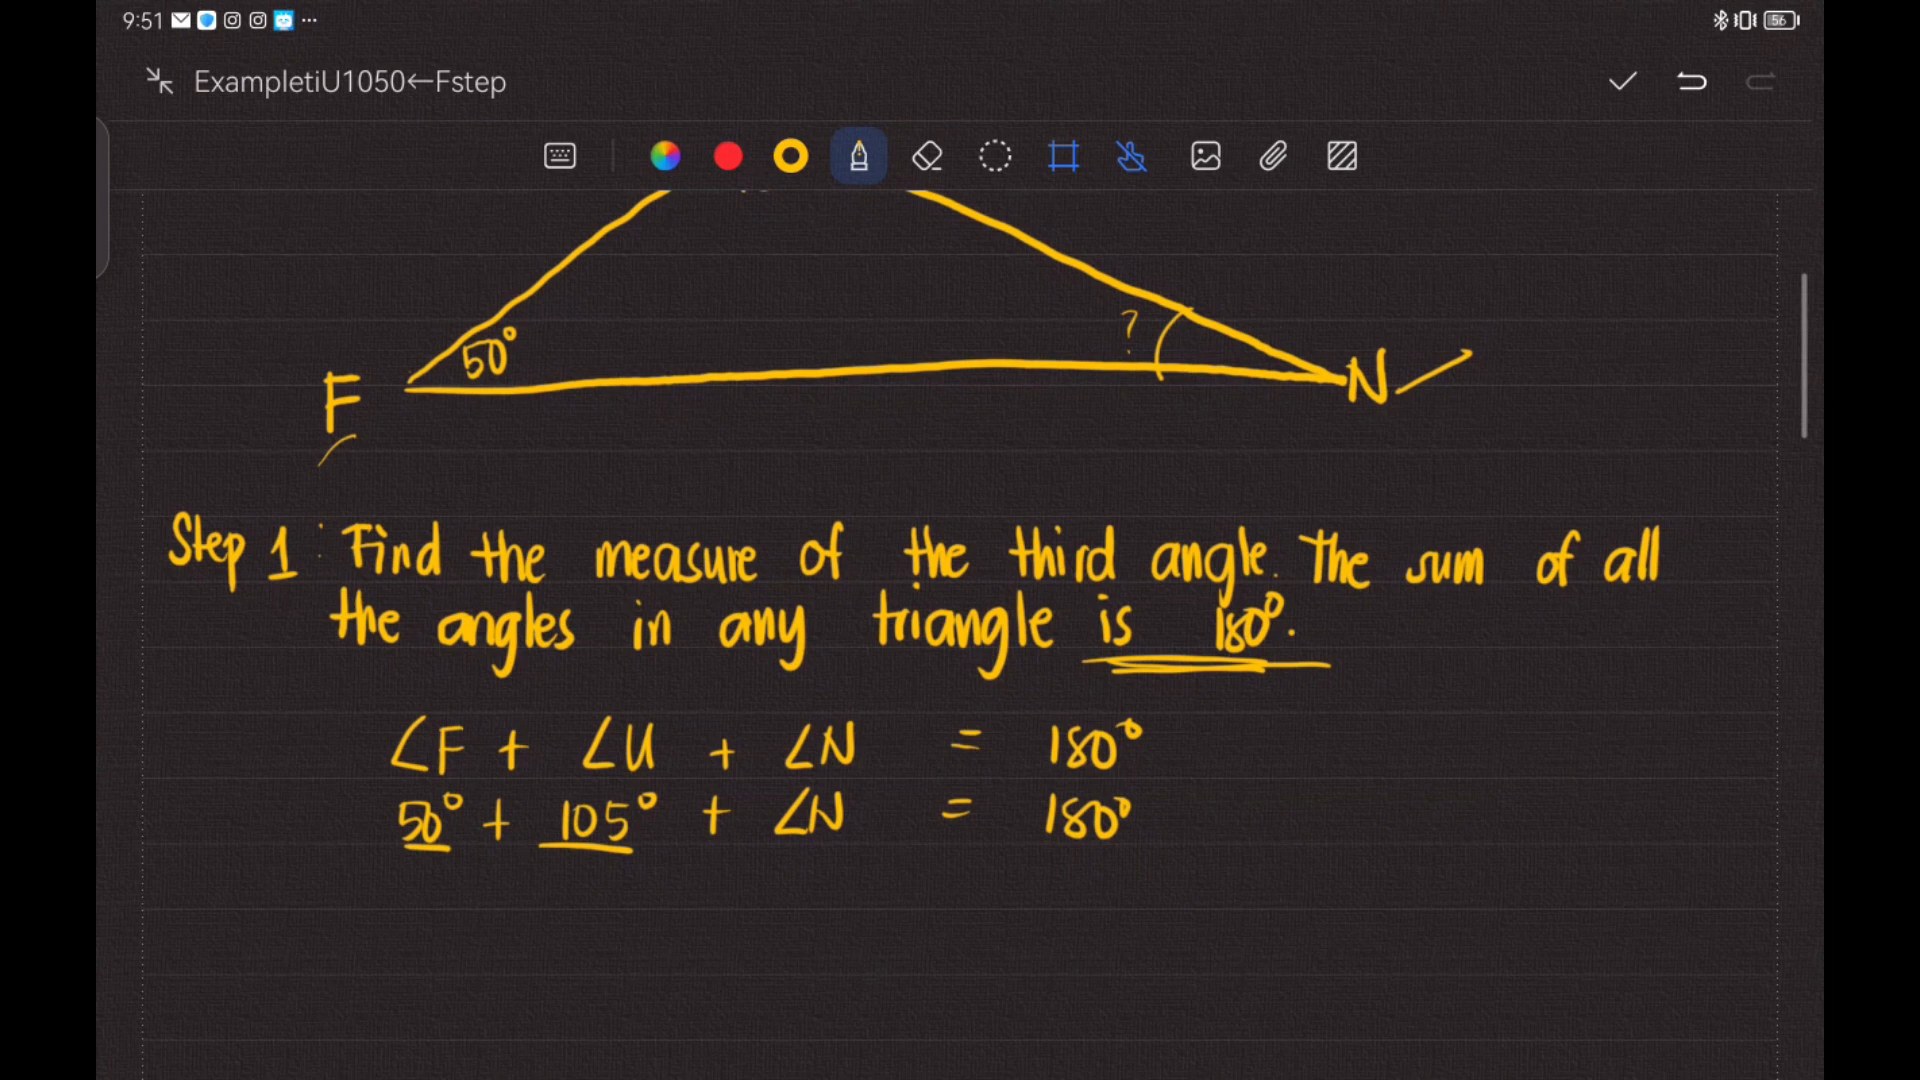 9:51 ... 56
ExampletiU1050←Fstep
50°
?
F
N
Step 1: Find the measure of the third angle. The sum of all
the angles in any triangle is 180°.
∠F + ∠U + ∠N = 180°
50° + 105° + ∠N = 180°